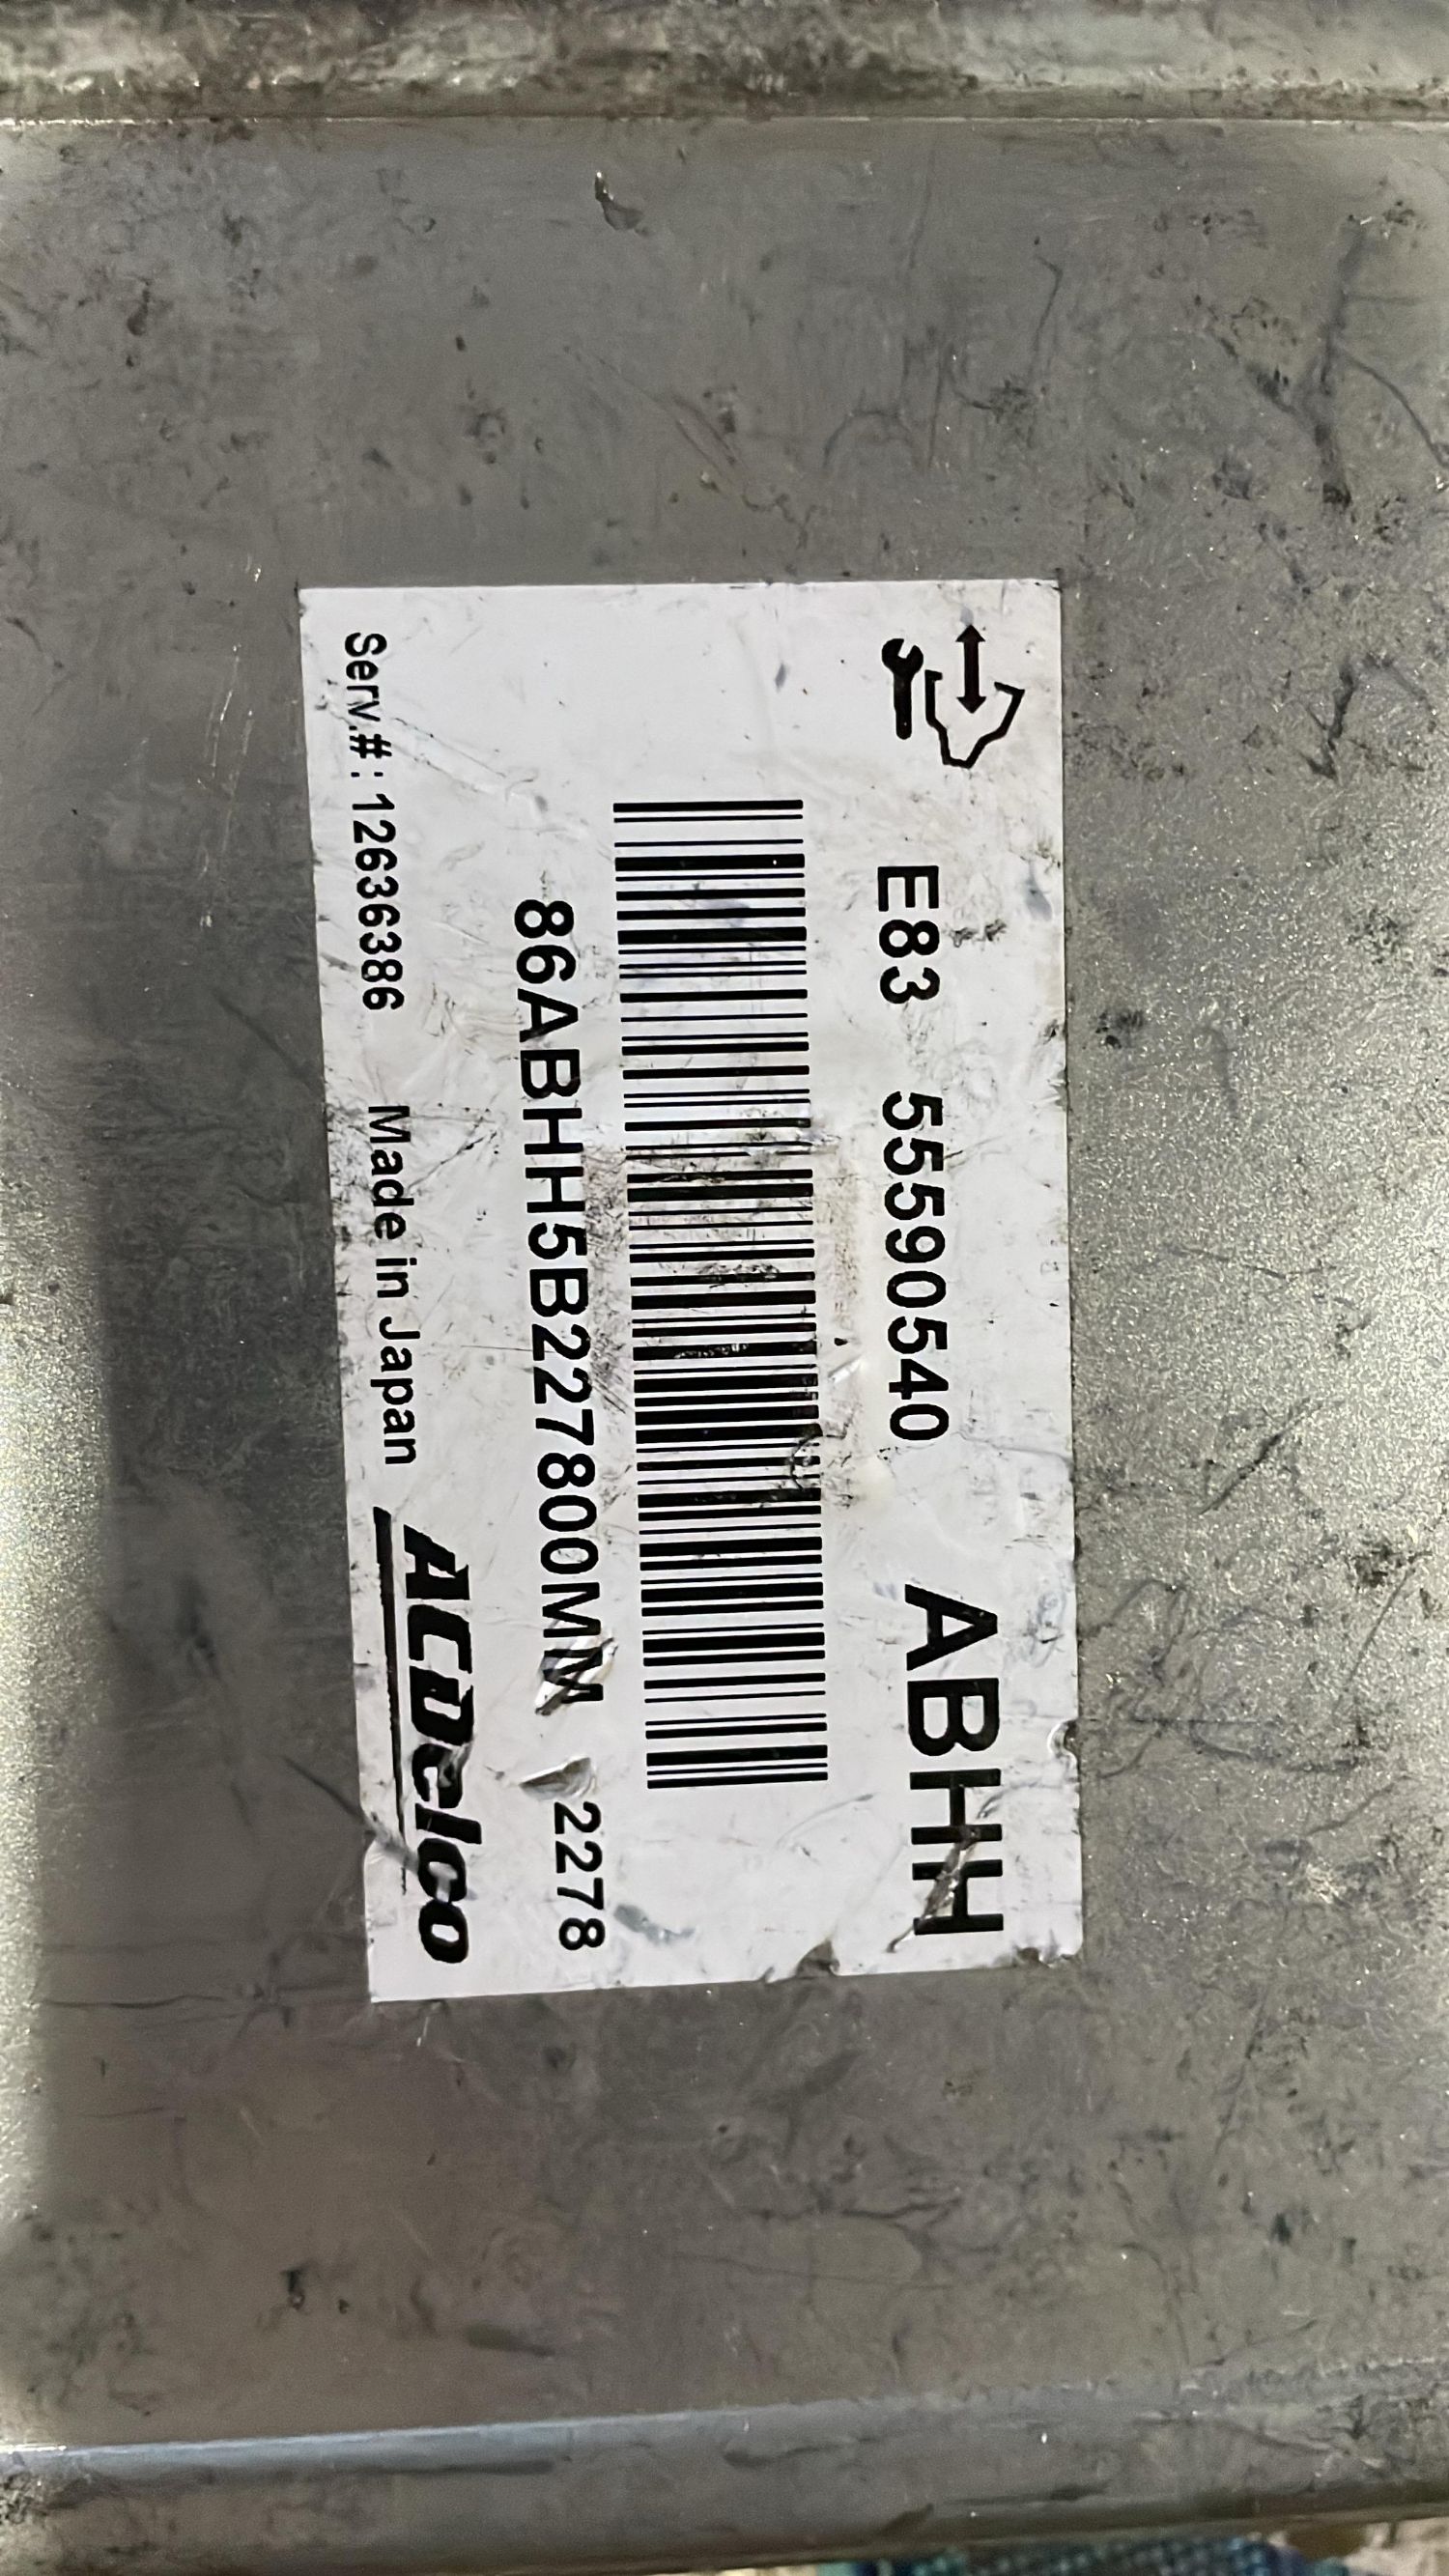 E83 55590540 ABHH
86ABHH5B227800MM 2278
Serv.#: 12636386 Made in Japan ACDelco